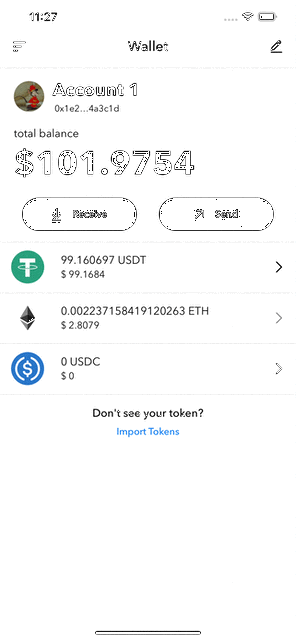 11:27
Wallet
Account 1
0x1e2...4a3c1d
total balance
$101.9754
Receive
Send
99.160697 USDT
$ 99.1684
0.002237158419120263 ETH
$ 2.8079
0 USDC
$ 0
Don't see your token?
Import Tokens